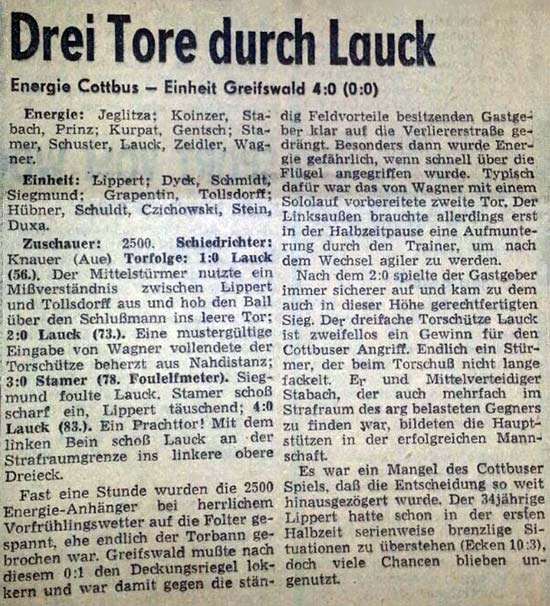 Drei Tore durch Lauck
Energie Cottbus – Einheit Greifswald 4:0 (0:0)
Energie: Jeglitza; Koinzer, Sta-
bach, Prinz; Kurpat, Gentsch; Sta-
mer, Schuster, Lauck, Zeidler, Wag-
ner.
Einheit: Lippert; Dyck, Schmidt,
Siegmund; Grapentin, Tollsdorff;
Hübner, Schuldt, Czichowski, Stein,
Duxa.
Zuschauer: 2500. Schiedrichter:
Knauer (Aue) Torfolge: 1:0 Lauck
(56.). Der Mittelstürmer nutzte ein
Mißverständnis zwischen Lippert
und Tollsdorff aus und hob den Ball
über den Schlußmann ins leere Tor;
2:0 Lauck (73.). Eine mustergültige
Eingabe von Wagner vollendete der
Torschütze beherzt aus Nahdistanz;
3:0 Stamer (78. Foulelfmeter). Sieg-
mund foulte Lauck. Stamer schoß
scharf ein, Lippert täuschend; 4:0
Lauck (83.). Ein Prachttor! Mit dem
linken Bein schoß Lauck an der
Strafraumgrenze ins linkere obere
Dreieck.
Fast eine Stunde wurden die 2500
Energie-Anhänger bei herrlichem
Vorfrühlingswetter auf die Folter ge-
spannt, ehe endlich der Torbann ge-
brochen war. Greifswald mußte nach
diesem 0:1 den Deckungsriegel lok-
kern und war damit gegen die stän-
dig Feldvorteile besitzenden Gastge-
ber klar auf die Verliererstraße ge-
drängt. Besonders dann wurde Ener-
gie gefährlich, wenn schnell über die
Flügel angegriffen wurde. Typisch
dafür war das von Wagner mit einem
Sololauf vorbereitete zweite Tor. Der
Linksaußen brauchte allerdings erst
in der Halbzeitpause eine Aufmunte-
rung durch den Trainer, um nach
dem Wechsel agiler zu werden.
Nach dem 2:0 spielte der Gastgeber
immer sicherer auf und kam zu dem
auch in dieser Höhe gerechtfertigten
Sieg. Der dreifache Torschütze Lauck
ist zweifellos ein Gewinn für den
Cottbuser Angriff. Endlich ein Stür-
mer, der beim Torschuß nicht lange
fackelt. Er und Mittelverteidiger
Stabach, der auch mehrfach im
Strafraum des arg belasteten Gegners
zu finden war, bildeten die Haupt-
stützen in der erfolgreichen Mann-
schaft.
Es war ein Mangel des Cottbuser
Spiels, daß die Entscheidung so weit
hinausgezögert wurde. Der 34jährige
Lippert hatte schon in der ersten
Halbzeit serienweise brenzlige Si-
tuationen zu überstehen (Ecken 10:3),
doch viele Chancen blieben un-
genutzt.